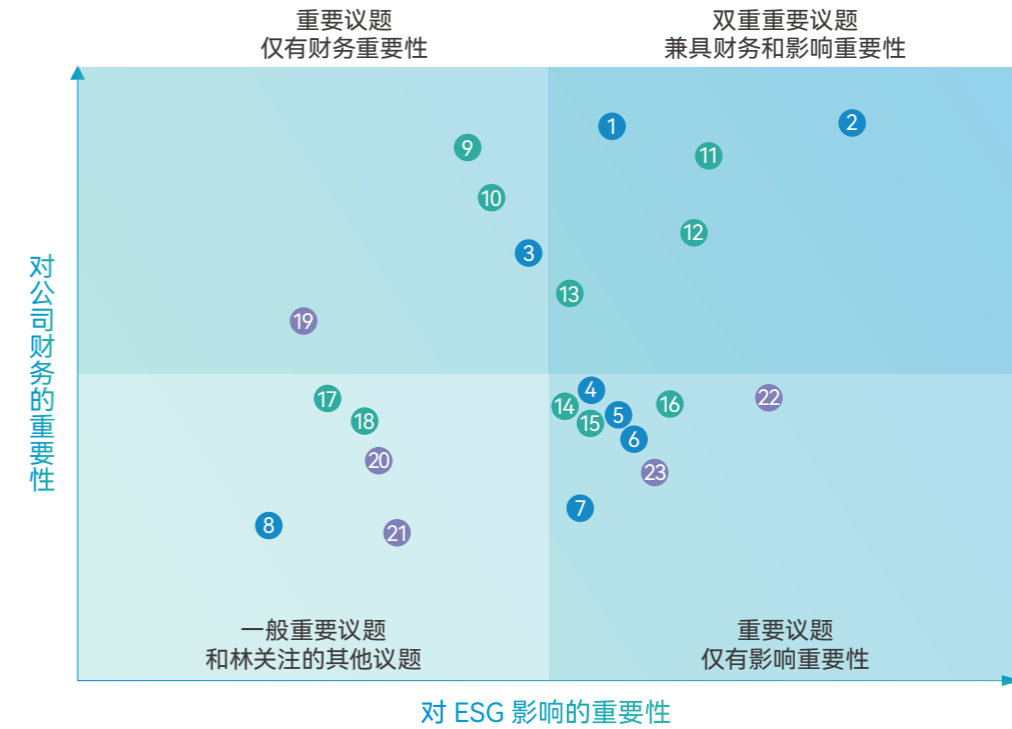 重要议题
仅有财务重要性
双重重要议题
兼具财务和影响重要性
2
1
9
11
10
12
3
13
19
4
22
17
16
14
5
18
15
6
20
23
7
8
21
对公司财务的重要性
一般重要议题
和林关注的其他议题
重要议题
仅有影响重要性
对 ESG 影响的重要性